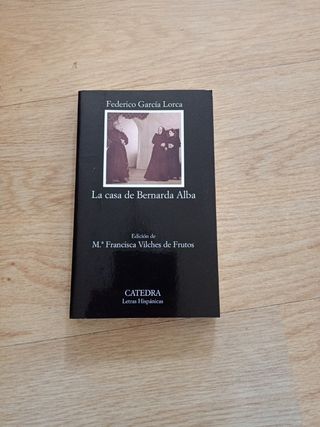 Federico García Lorca
La casa de Bernarda Alba
Edición de
M.ª Francisca Vilches de Frutos
CATEDRA
Letras Hispánicas